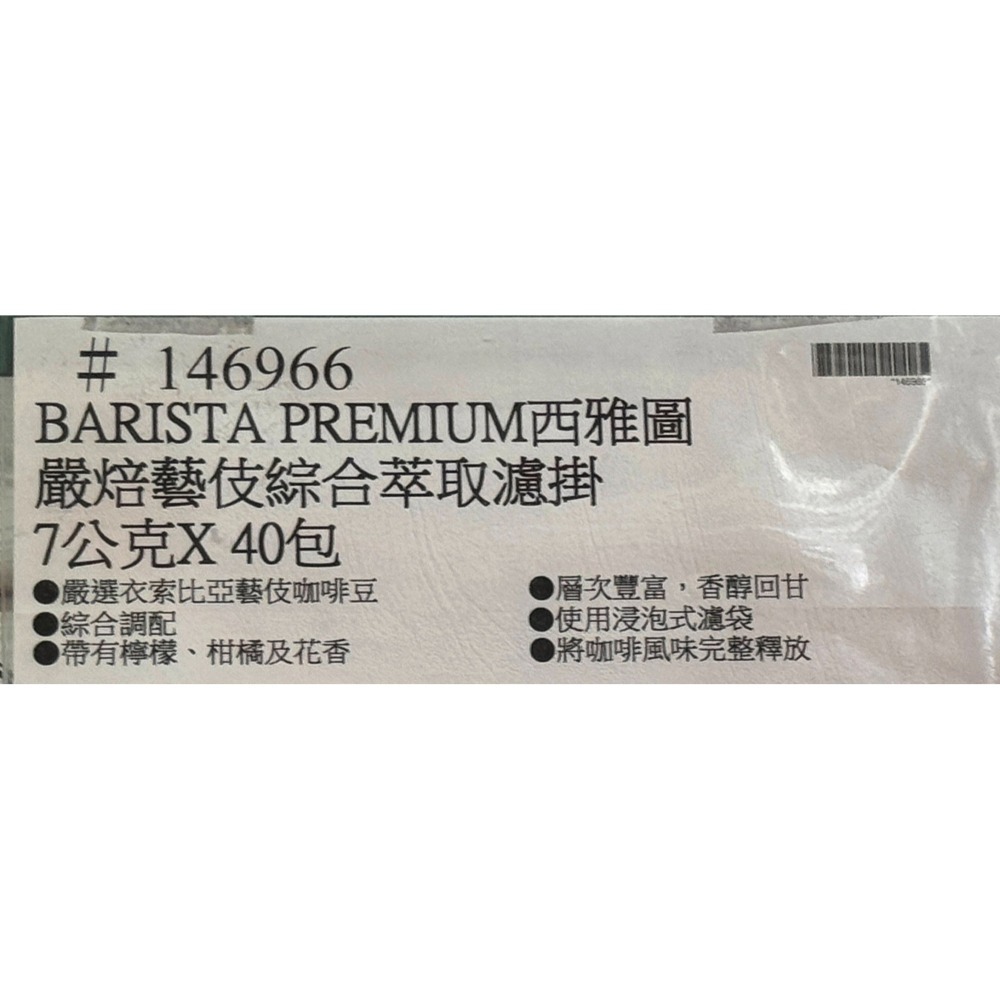 # 146966
BARISTA PREMIUM西雅圖
嚴焙藝伎綜合萃取濾掛
7公克X 40包
●嚴選衣索比亞藝伎咖啡豆
●綜合調配
●帶有檸檬、柑橘及花香
●層次豐富，香醇回甘
●使用浸泡式濾袋
●將咖啡風味完整釋放